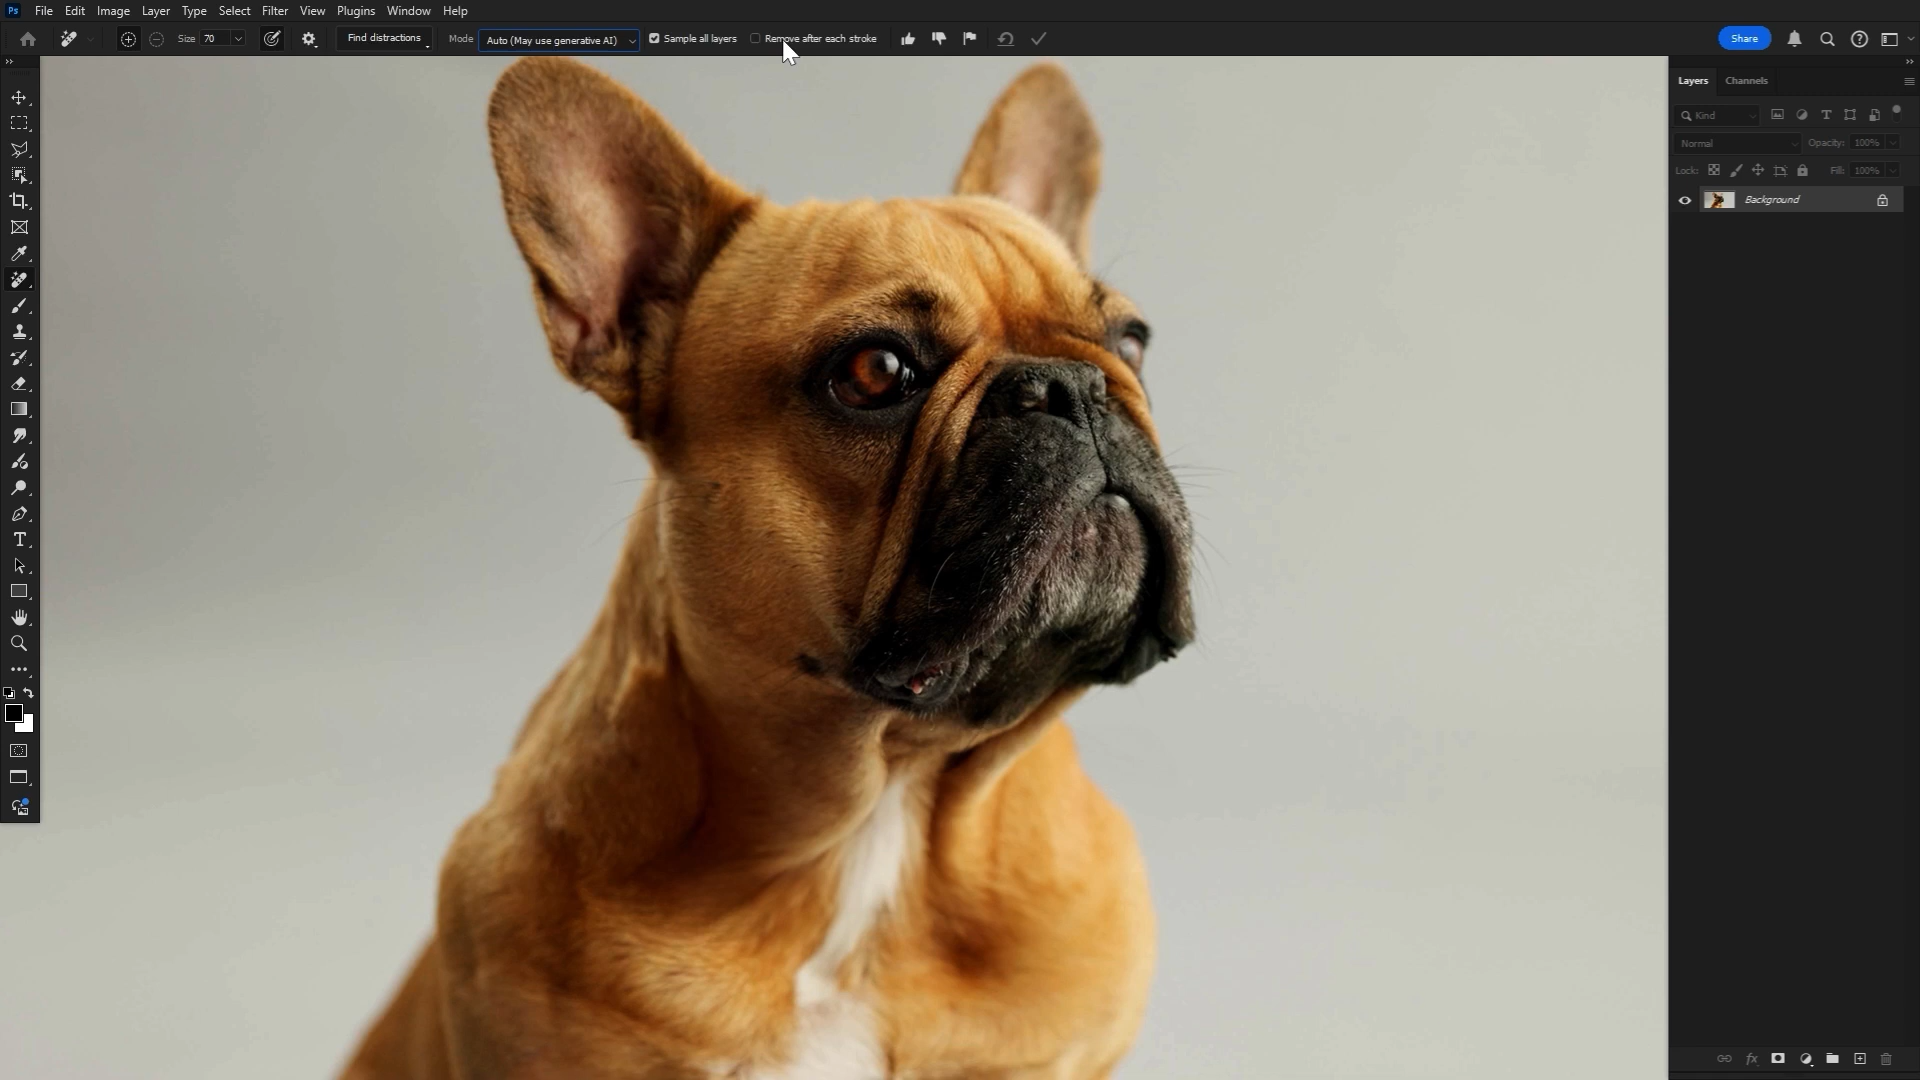 Ps File Edit Image Layer Type Select Filter View Plugins Window Help
Size 70 Find distractions Mode Auto (May use generative AI) Sample all layers Remove after each stroke Share
Layers Channels
Kind
Normal Opacity: 100%
Lock: Fill: 100%
Background
T
fx